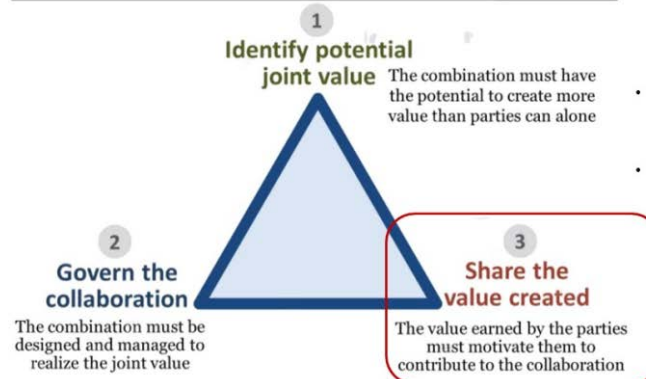 1
Identify potential
joint value
The combination must have
the potential to create more
value than parties can alone
2
Govern the
collaboration
The combination must be
designed and managed to
realize the joint value
3
Share the
value created
The value earned by the parties
must motivate them to
contribute to the collaboration